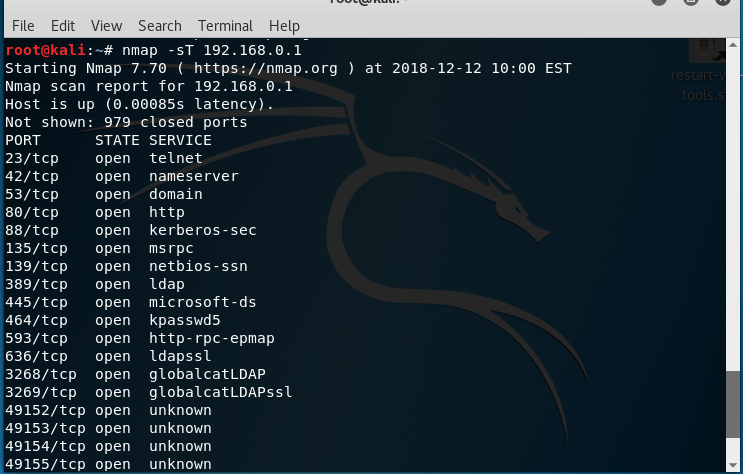 root@kali: ~
File Edit View Search Terminal Help
root@kali:~# nmap -sT 192.168.0.1
Starting Nmap 7.70 ( https://nmap.org ) at 2018-12-12 10:00 EST
Nmap scan report for 192.168.0.1
Host is up (0.00085s latency).
Not shown: 979 closed ports
PORT STATE SERVICE
23/tcp open telnet
42/tcp open nameserver
53/tcp open domain
80/tcp open http
88/tcp open kerberos-sec
135/tcp open msrpc
139/tcp open netbios-ssn
389/tcp open ldap
445/tcp open microsoft-ds
464/tcp open kpasswd5
593/tcp open http-rpc-epmap
636/tcp open ldapssl
3268/tcp open globalcatLDAP
3269/tcp open globalcatLDAPssl
49152/tcp open unknown
49153/tcp open unknown
49154/tcp open unknown
49155/tcp open unknown
#!
restart-v
tools.s